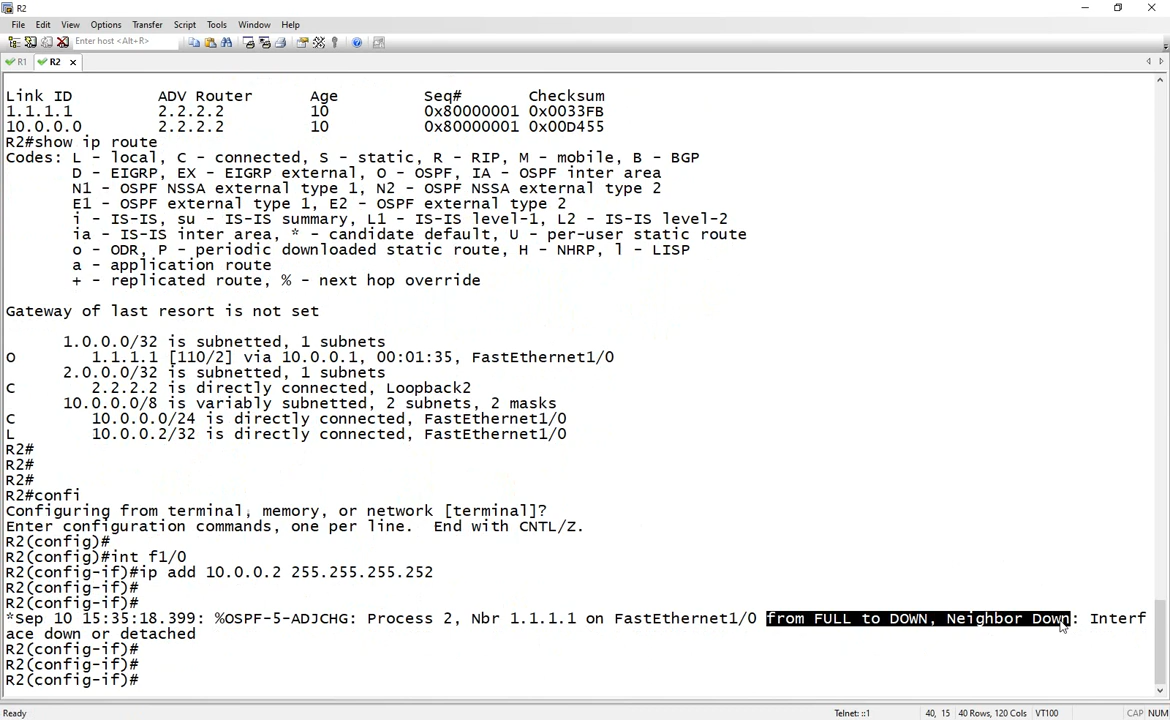 R2
File Edit View Options Transfer Script Tools Window Help
Enter host <Alt+R>
R1 R2
Link ID ADV Router Age Seq# Checksum
1.1.1.1 2.2.2.2 10 0x80000001 0x0033FB
10.0.0.0 2.2.2.2 10 0x80000001 0x00D455
R2#show ip route
Codes: L - local, C - connected, S - static, R - RIP, M - mobile, B - BGP
D - EIGRP, EX - EIGRP external, O - OSPF, IA - OSPF inter area
N1 - OSPF NSSA external type 1, N2 - OSPF NSSA external type 2
E1 - OSPF external type 1, E2 - OSPF external type 2
i - IS-IS, su - IS-IS summary, L1 - IS-IS level-1, L2 - IS-IS level-2
ia - IS-IS inter area, * - candidate default, U - per-user static route
o - ODR, P - periodic downloaded static route, H - NHRP, l - LISP
a - application route
+ - replicated route, % - next hop override
Gateway of last resort is not set
1.0.0.0/32 is subnetted, 1 subnets
O 1.1.1.1 [110/2] via 10.0.0.1, 00:01:35, FastEthernet1/0
2.0.0.0/32 is subnetted, 1 subnets
C 2.2.2.2 is directly connected, Loopback2
10.0.0.0/8 is variably subnetted, 2 subnets, 2 masks
C 10.0.0.0/24 is directly connected, FastEthernet1/0
L 10.0.0.2/32 is directly connected, FastEthernet1/0
R2#
R2#
R2#
R2#confi
Configuring from terminal, memory, or network [terminal]?
Enter configuration commands, one per line. End with CNTL/Z.
R2(config)#
R2(config)#int f1/0
R2(config-if)#ip add 10.0.0.2 255.255.255.252
R2(config-if)#
R2(config-if)#
*Sep 10 15:35:18.399: %OSPF-5-ADJCHG: Process 2, Nbr 1.1.1.1 on FastEthernet1/0 from FULL to DOWN, Neighbor Down: Interf
ace down or detached
R2(config-if)#
R2(config-if)#
R2(config-if)#
Ready Telnet: ::1 40, 15 40 Rows, 120 Cols VT100 CAP NUM